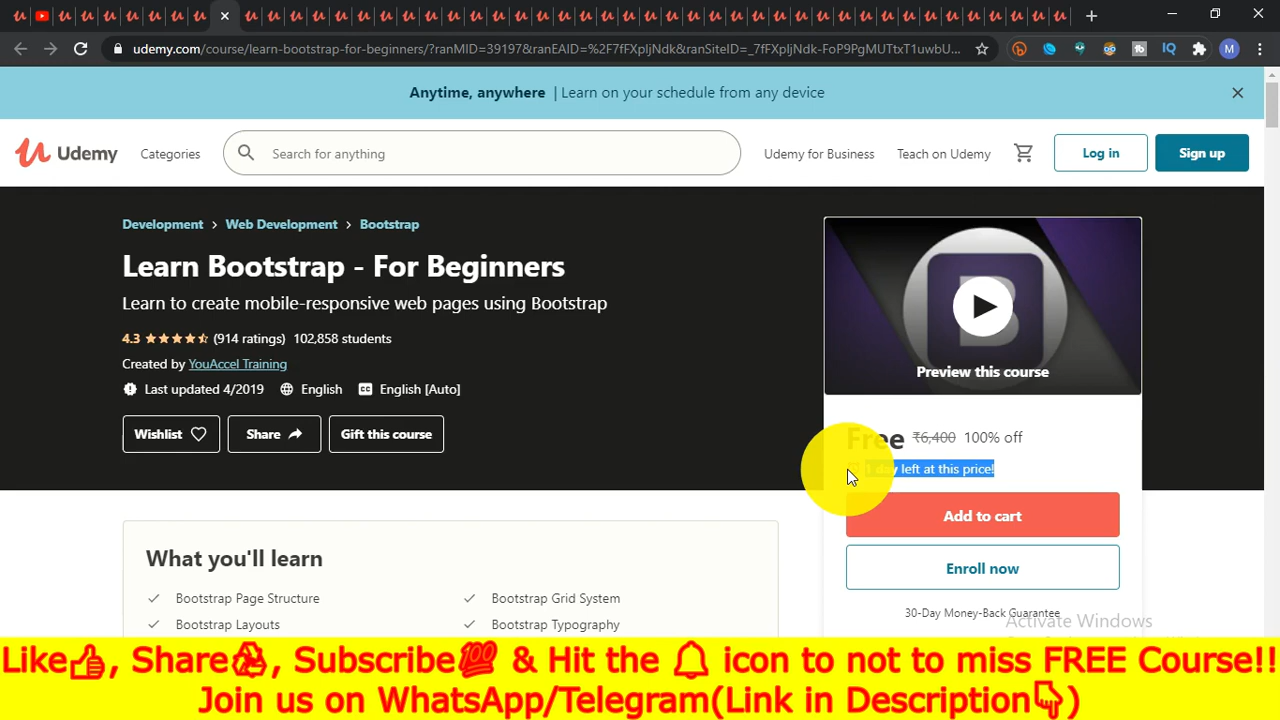 udemy.com/course/learn-bootstrap-for-beginners/?ranMID=39197&ranEAID=%2F7fFXpIjNdk&ranSiteID=_7fFXpIjNdk-FoP9PgMUTtxT1uwbU...
IQ
M
Anytime, anywhere | Learn on your schedule from any device
Udemy
Categories
Search for anything
Udemy for Business
Teach on Udemy
Log in
Sign up
Development > Web Development > Bootstrap
Learn Bootstrap - For Beginners
Learn to create mobile-responsive web pages using Bootstrap
4.3 (914 ratings) 102,858 students
Created by YouAccel Training
Last updated 4/2019 English English [Auto]
Wishlist
Share
Gift this course
B
Preview this course
Free ₹6,400 100% off
1 day left at this price!
Add to cart
Enroll now
30-Day Money-Back Guarantee
What you'll learn
Bootstrap Page Structure
Bootstrap Grid System
Bootstrap Layouts
Bootstrap Typography
Activate Windows
Like👍, Share♻, Subscribe💯 & Hit the 🔔 icon to not to miss FREE Course!!
Join us on WhatsApp/Telegram(Link in Description👇)